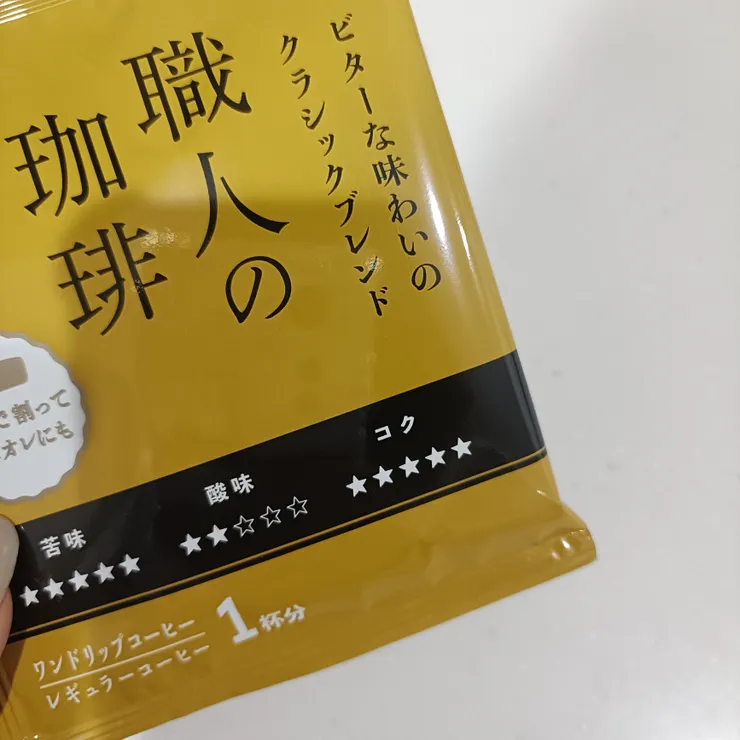 ビターな味わいの
クラシックブレンド
職人の
珈琲
で割って
オレにも
苦味
★★★★★
酸味
★★☆☆☆
コク
★★★★★
ワンドリップコーヒー
レギュラーコーヒー
1杯分